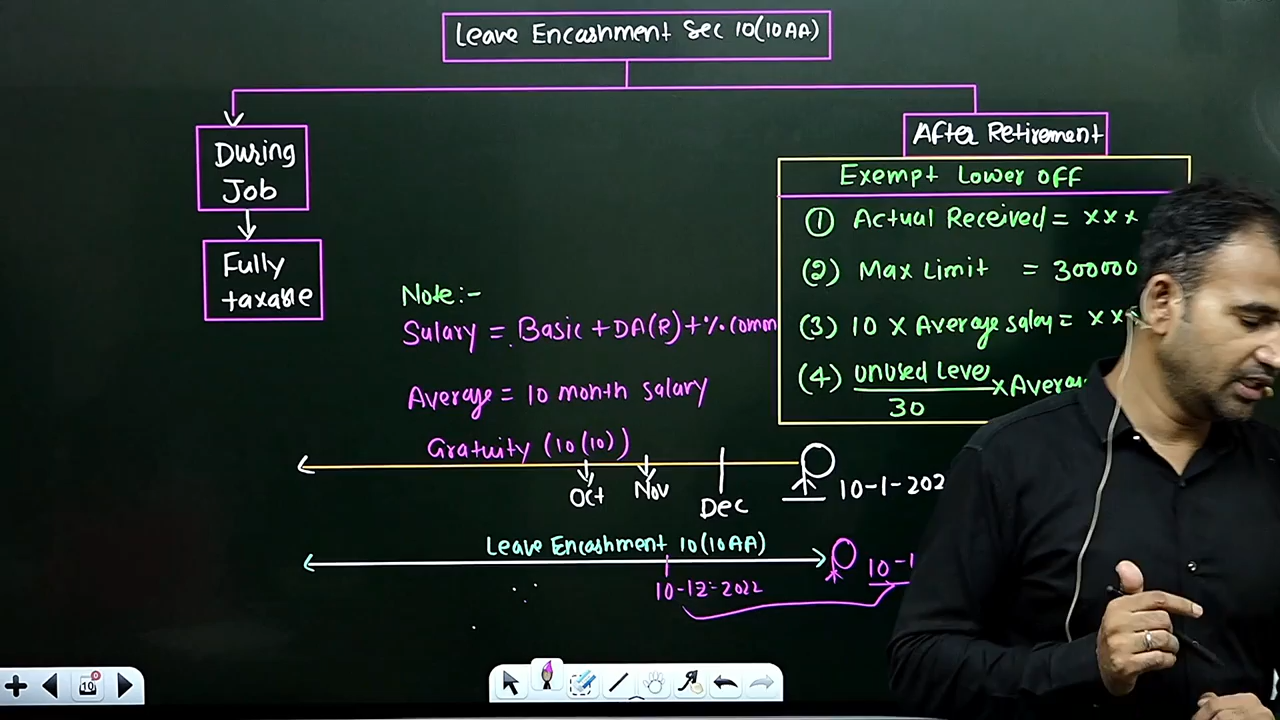 Leave Encashment Sec 10(10AA)
During
Job
Fully
taxable
After Retirement
Exempt Lower off
(1) Actual Received = xxx
(2) Max Limit = 300000
(3) 10 x Average salary = xx
(4) unused Leve
30
x Avera
Note:-
Salary = Basic + DA(R) + %. Comm
Average = 10 month salary
Gratuity (10(10))
Oct
Nov
Dec
10-1-202
Leave Encashment 10(10AA)
10-12-2022
10-1
10